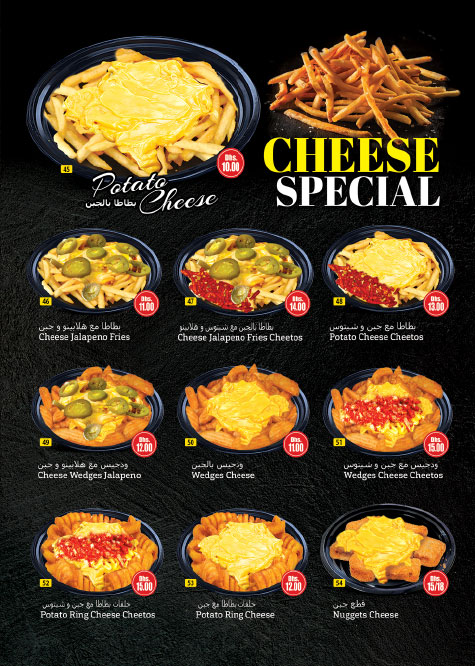 CHEESE
SPECIAL
45
Dhs.
10.00
Potato
Cheese
بطاطا بالجبن
46
Dhs.
11.00
بطاطا مع هلابينو و جبن
Cheese Jalapeno Fries
47
Dhs.
14.00
بطاطا بالجبن مع شيتوس و هلابينو
Cheese Jalapeno Fries Cheetos
48
Dhs.
13.00
بطاطا مع جبن و شيتوس
Potato Cheese Cheetos
49
Dhs.
12.00
ودجيس مع هلابينو و جبن
Cheese Wedges Jalapeno
50
Dhs.
11.00
ودجيس بالجبن
Wedges Cheese
51
Dhs.
15.00
ودجيس مع جبن و شيتوس
Wedges Cheese Cheetos
52
Dhs.
15.00
حلقات بطاطا مع جبن و شيتوس
Potato Ring Cheese Cheetos
53
Dhs.
12.00
حلقات بطاطا مع جبن
Potato Ring Cheese
54
Dhs.
15/18
قطع جبن
Nuggets Cheese